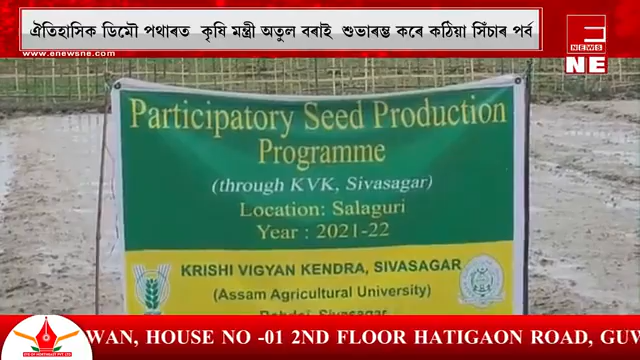 ঐতিহাসিক ডিমৌ পথাৰত কৃষি মন্ত্ৰী অতুল বৰাই শুভাৰম্ভ কৰে কঠিয়া সিঁচাৰ পৰ্ব
www.enewsne.com
NEWS
NE
Participatory Seed Production
Programme
(through KVK, Sivasagar)
Location: Salaguri
Year : 2021-22
KRISHI VIGYAN KENDRA, SIVASAGAR
(Assam Agricultural University)
Sivasagar
WAN, HOUSE NO -01 2ND FLOOR HATIGAON ROAD, GUW